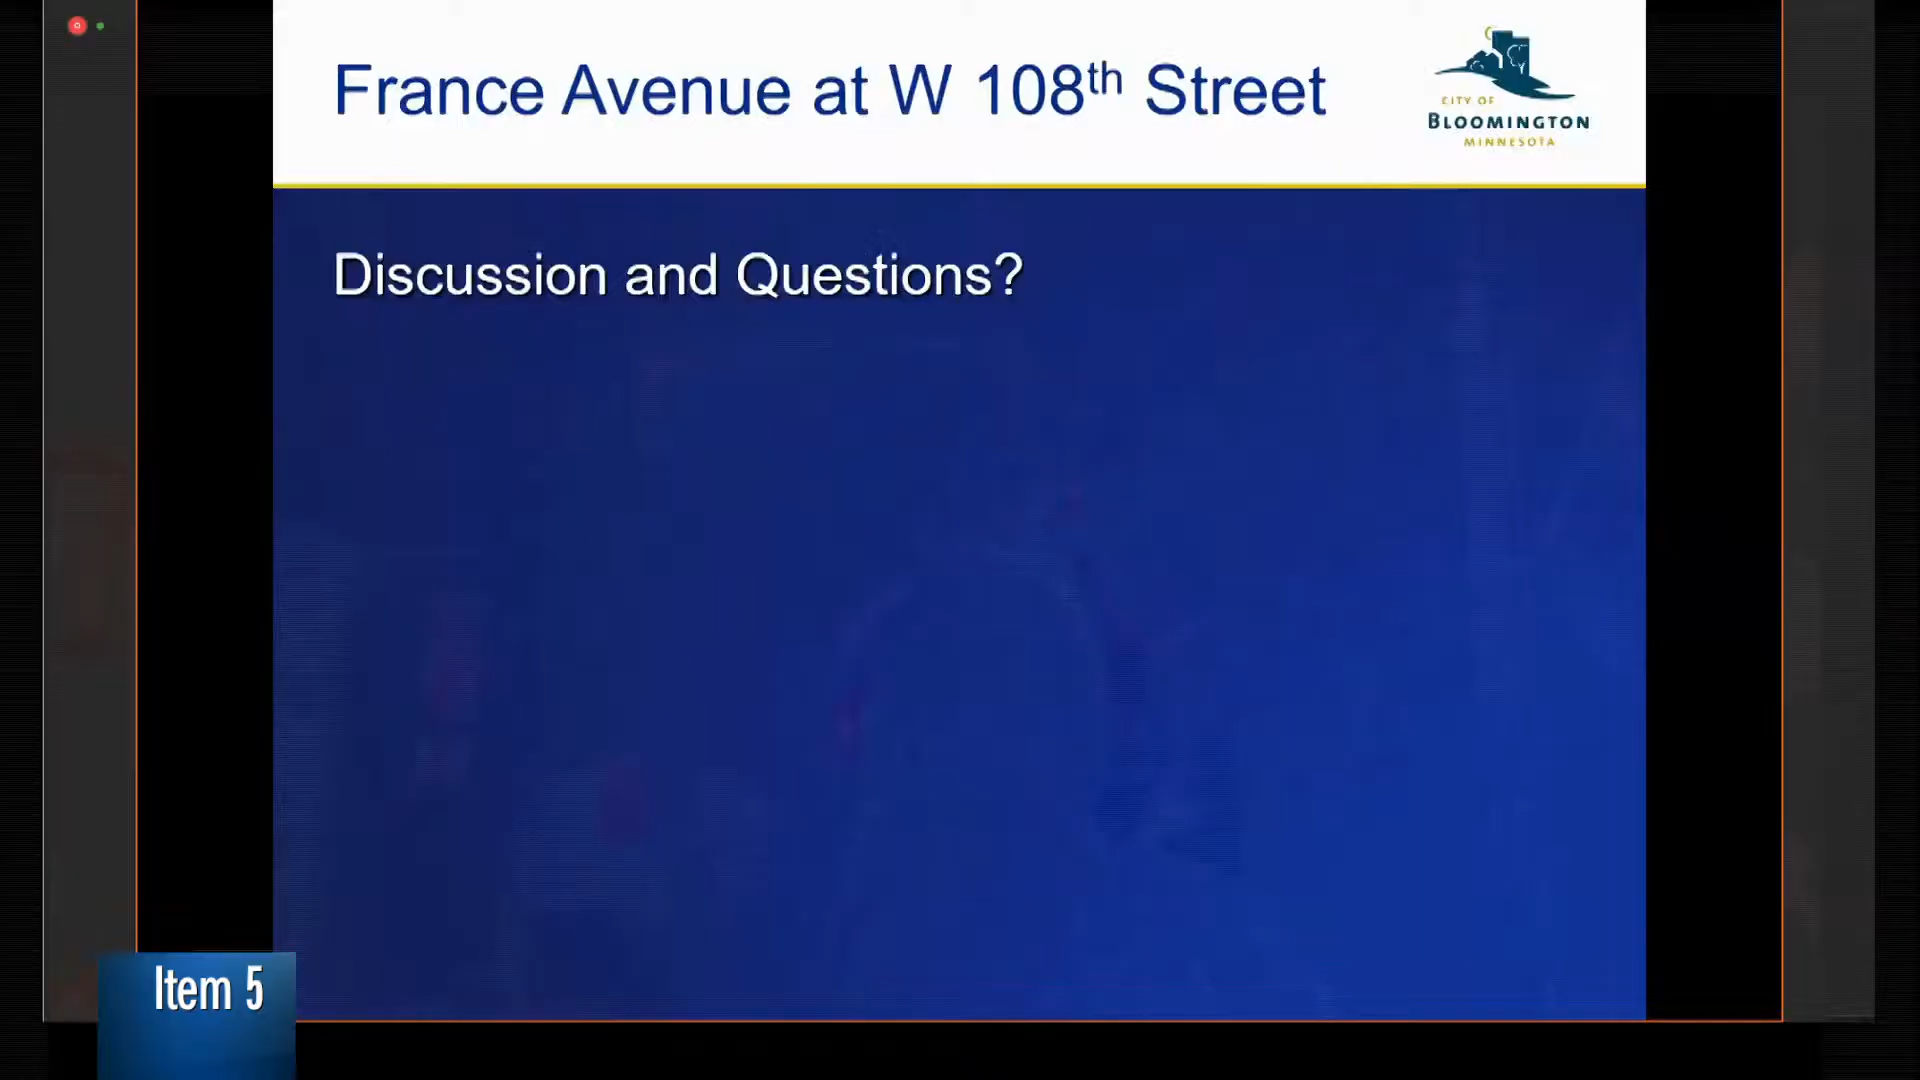 France Avenue at W 108th Street
CITY OF
BLOOMINGTON
MINNESOTA
Discussion and Questions?
Item 5